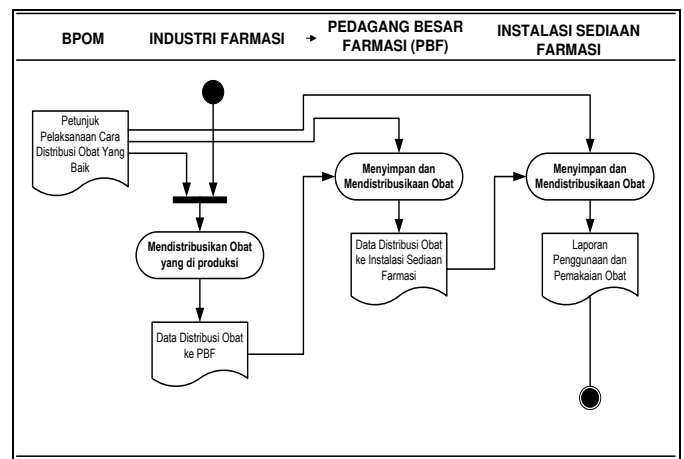 BPOM
INDUSTRI FARMASI
PEDAGANG BESAR
FARMASI (PBF)
INSTALASI SEDIAAN
FARMASI
Petunjuk
Pelaksanaan Cara
Distribusi Obat Yang
Baik
Mendistribusikan Obat
yang di produksi
Data Distribusi Obat
ke PBF
Menyimpan dan
Mendistribusikan Obat
Data Distribusi Obat
ke Instalasi Sediaan
Farmasi
Menyimpan dan
Mendistribusikaan Obat
Laporan
Penggunaan dan
Pemakaian Obat